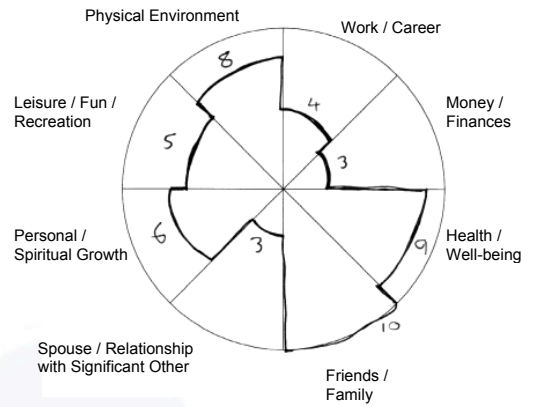 Physical Environment
Work / Career
8
4
Leisure / Fun /
Recreation
Money /
Finances
5
3
6
Personal /
Spiritual Growth
3
9
Health /
Well-being
10
Spouse / Relationship
with Significant Other
Friends /
Family